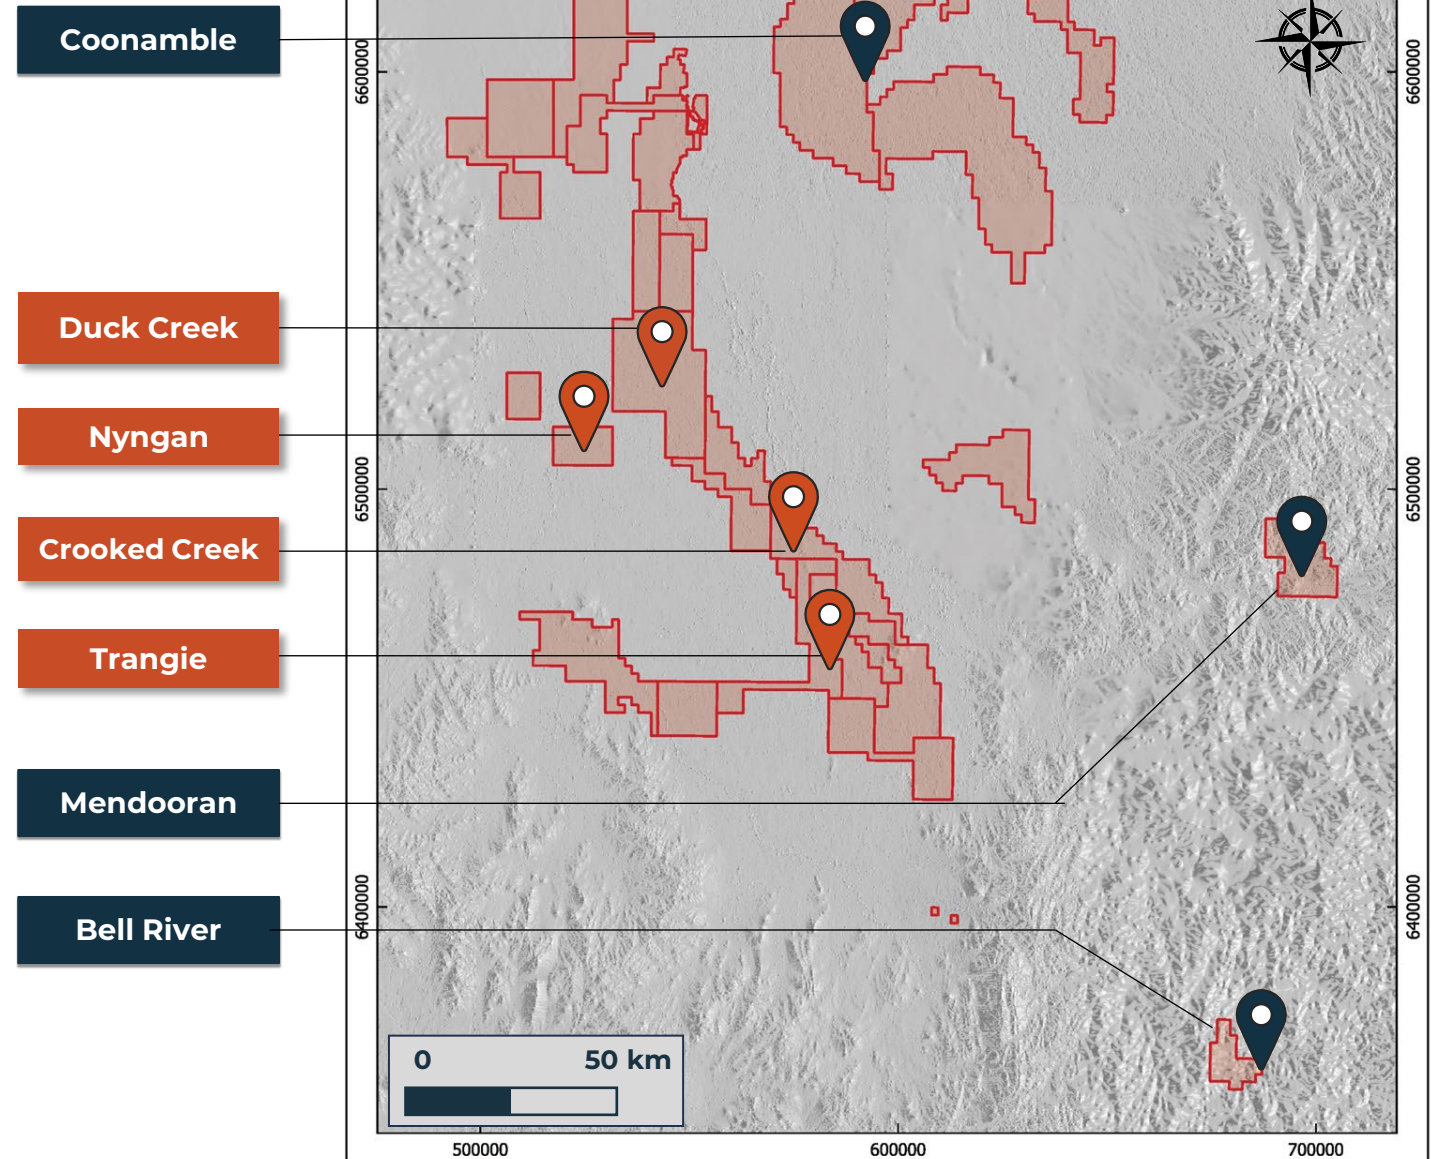 Coonamble
6600000
6600000
Duck Creek
Nyngan
6500000
6500000
Crooked Creek
Trangie
Mendooran
6400000
6400000
Bell River
0 50 km
500000 600000 700000